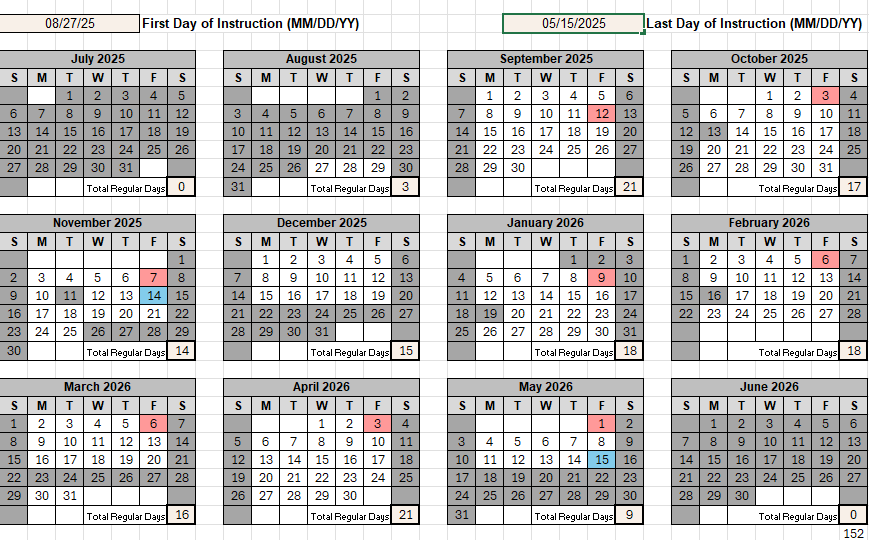 08/27/25 First Day of Instruction (MM/DD/YY) 05/15/2025 Last Day of Instruction (MM/DD/YY)
July 2025
S M T W T F S
1 2 3 4 5
6 7 8 9 10 11 12
13 14 15 16 17 18 19
20 21 22 23 24 25 26
27 28 29 30 31
Total Regular Days 0
August 2025
S M T W T F S
1 2
3 4 5 6 7 8 9
10 11 12 13 14 15 16
17 18 19 20 21 22 23
24 25 26 27 28 29 30
31 Total Regular Days 3
September 2025
S M T W T F S
1 2 3 4 5 6
7 8 9 10 11 12 13
14 15 16 17 18 19 20
21 22 23 24 25 26 27
28 29 30
Total Regular Days 21
October 2025
S M T W T F S
1 2 3 4
5 6 7 8 9 10 11
12 13 14 15 16 17 18
19 20 21 22 23 24 25
26 27 28 29 30 31
Total Regular Days 17
November 2025
S M T W T F S
1
2 3 4 5 6 7 8
9 10 11 12 13 14 15
16 17 18 19 20 21 22
23 24 25 26 27 28 29
30 Total Regular Days 14
December 2025
S M T W T F S
1 2 3 4 5 6
7 8 9 10 11 12 13
14 15 16 17 18 19 20
21 22 23 24 25 26 27
28 29 30 31
Total Regular Days 15
January 2026
S M T W T F S
1 2 3
4 5 6 7 8 9 10
11 12 13 14 15 16 17
18 19 20 21 22 23 24
25 26 27 28 29 30 31
Total Regular Days 18
February 2026
S M T W T F S
1 2 3 4 5 6 7
8 9 10 11 12 13 14
15 16 17 18 19 20 21
22 23 24 25 26 27 28
Total Regular Days 18
March 2026
S M T W T F S
1 2 3 4 5 6 7
8 9 10 11 12 13 14
15 16 17 18 19 20 21
22 23 24 25 26 27 28
29 30 31
Total Regular Days 16
April 2026
S M T W T F S
1 2 3 4
5 6 7 8 9 10 11
12 13 14 15 16 17 18
19 20 21 22 23 24 25
26 27 28 29 30
Total Regular Days 21
May 2026
S M T W T F S
1 2
3 4 5 6 7 8 9
10 11 12 13 14 15 16
17 18 19 20 21 22 23
24 25 26 27 28 29 30
31 Total Regular Days 9
June 2026
S M T W T F S
1 2 3 4 5 6
7 8 9 10 11 12 13
14 15 16 17 18 19 20
21 22 23 24 25 26 27
28 29 30
Total Regular Days 0
152